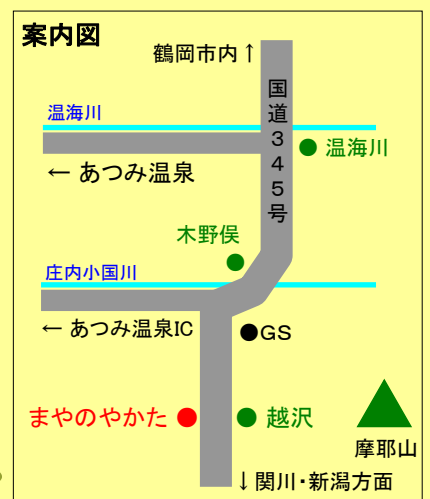 案内図
鶴岡市内↑
国道345号
温海川
← あつみ温泉
温海川
木野俣
庄内小国川
← あつみ温泉IC
GS
まやのやかた
越沢
摩耶山
↓関川・新潟方面